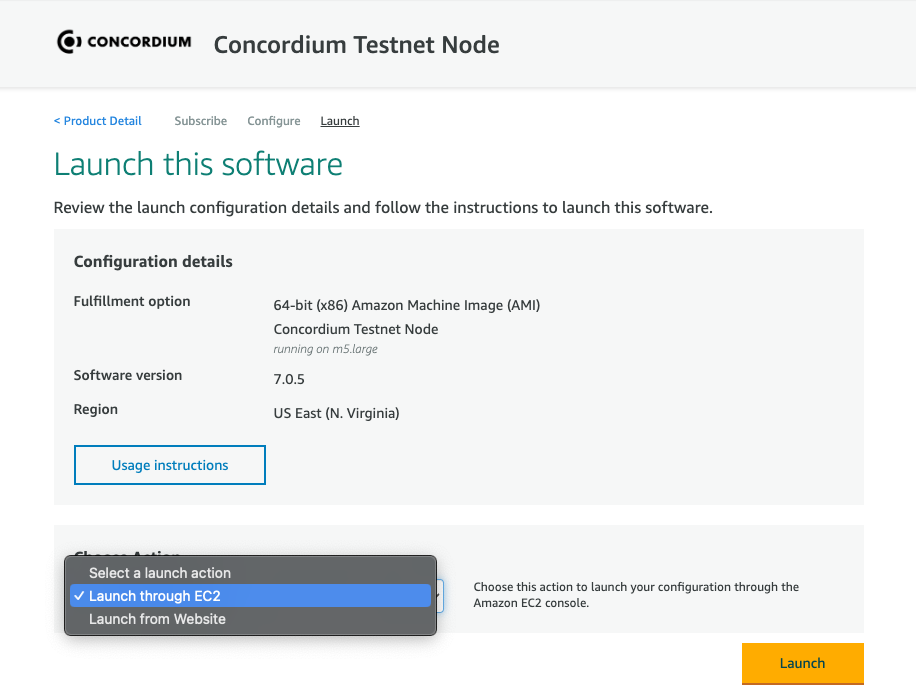 CONCORDIUM
Concordium Testnet Node
< Product Detail Subscribe Configure Launch
Launch this software
Review the launch configuration details and follow the instructions to launch this software.
Configuration details
Fulfillment option
64-bit (x86) Amazon Machine Image (AMI)
Concordium Testnet Node
running on m5.large
Software version
7.0.5
Region
US East (N. Virginia)
Usage instructions
Choose Action
Select a launch action
✓ Launch through EC2
Launch from Website
Choose this action to launch your configuration through the
Amazon EC2 console.
Launch